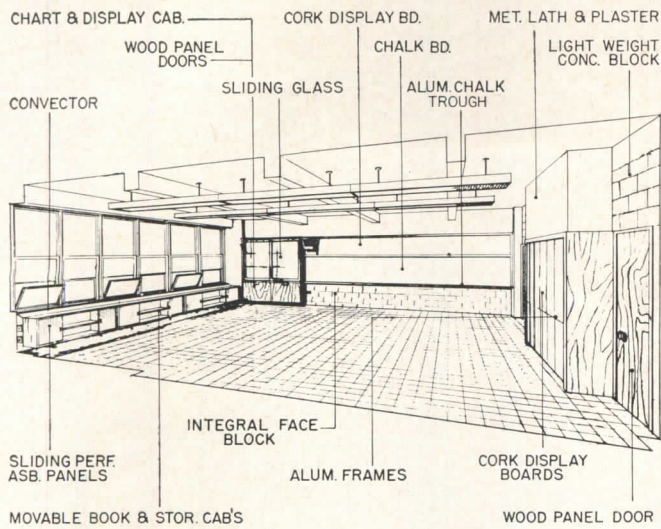 CHART & DISPLAY CAB.
CORK DISPLAY BD.
MET. LATH & PLASTER
WOOD PANEL
DOORS
CHALK BD.
LIGHT WEIGHT
CONC. BLOCK
SLIDING GLASS
ALUM. CHALK
TROUGH
CONVECTOR
INTEGRAL FACE
BLOCK
SLIDING PERF.
ASB. PANELS
ALUM. FRAMES
CORK DISPLAY
BOARDS
MOVABLE BOOK & STOR. CAB'S
WOOD PANEL DOOR